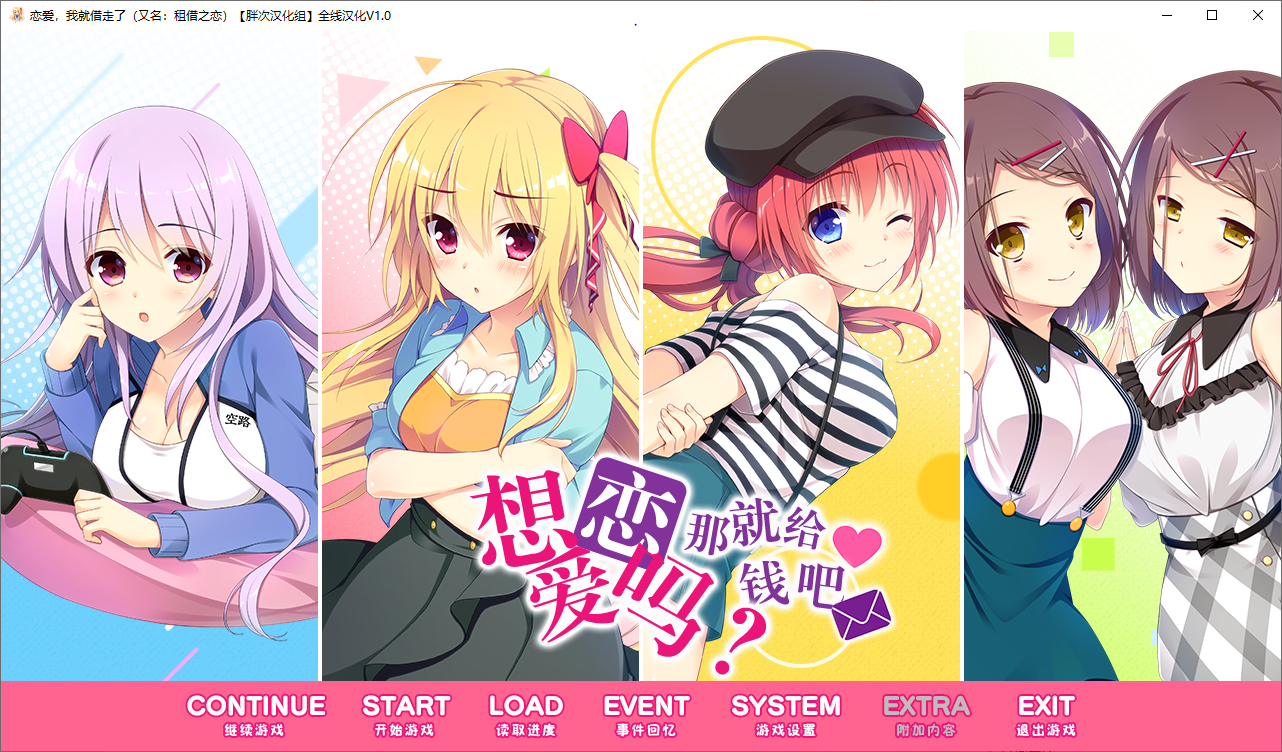 恋爱，我就借走了（又名：租借之恋）【胖次汉化组】全线汉化V1.0
空路
想恋爱吗？
那就给
钱吧
CONTINUE START LOAD EVENT SYSTEM EXTRA EXIT
继续游戏 开始游戏 读取进度 事件回忆 游戏设置 附加内容 退出游戏